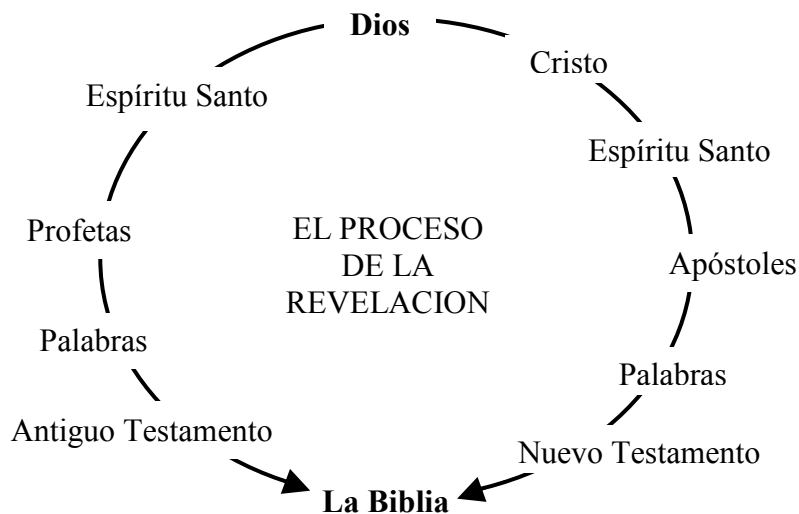 Dios
Cristo
Espíritu Santo
Espíritu Santo
Profetas
EL PROCESO
DE LA
REVELACION
Apóstoles
Palabras
Palabras
Antiguo Testamento
Nuevo Testamento
La Biblia